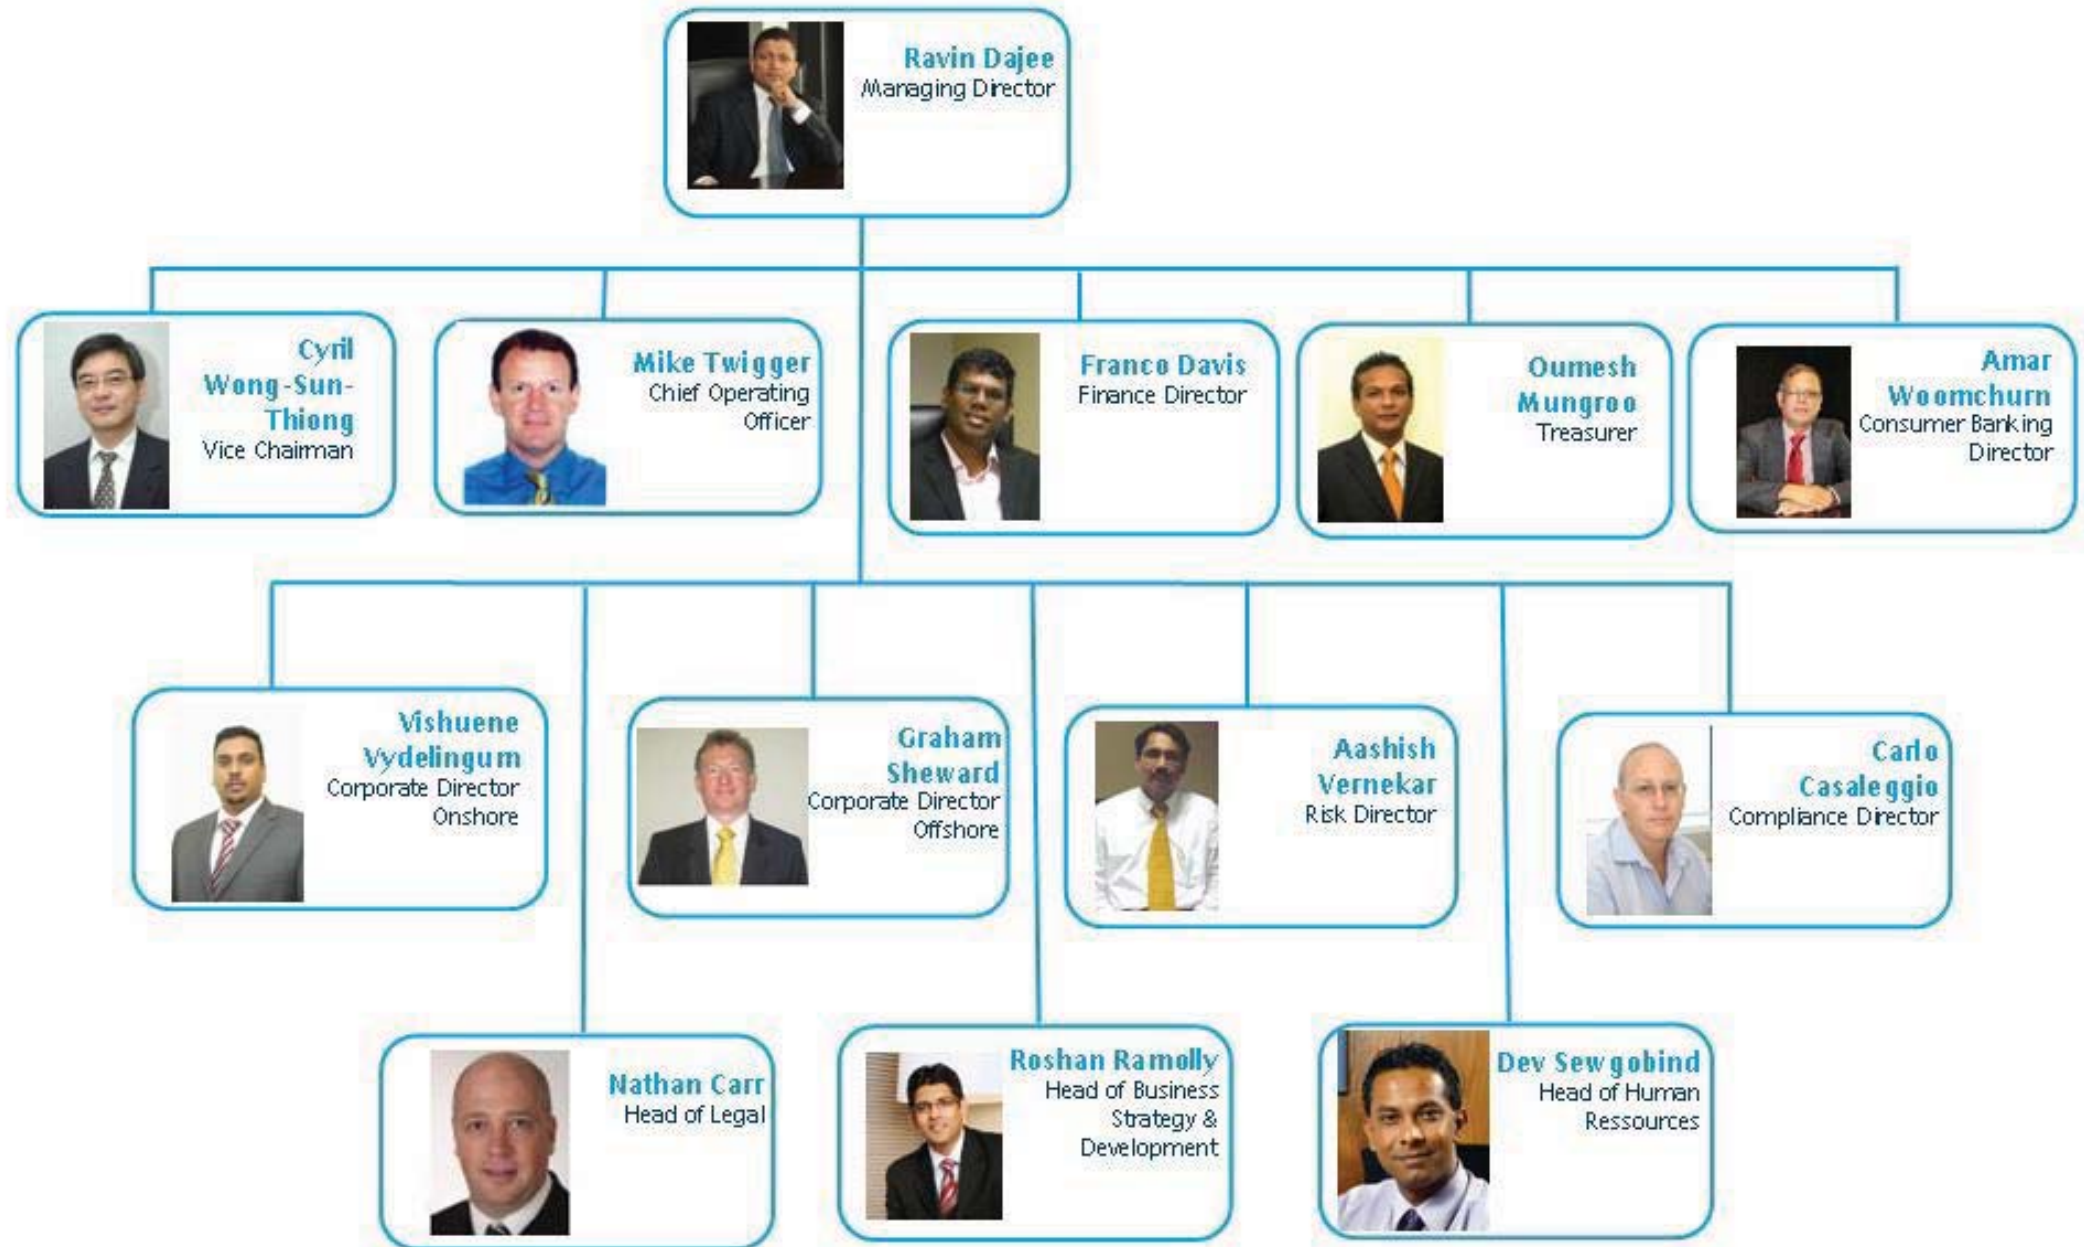 Ravin Dajee
Managing Director
Cyril
Wong-Sun-
Thiong
Vice Chairman
Mike Twigger
Chief Operating
Officer
Franco Davis
Finance Director
Oumesh
Mungroo
Treasurer
Amar
Woomchurn
Consumer Banking
Director
Vishuene
Vydelingum
Corporate Director
Onshore
Graham
Sheward
Corporate Director
Offshore
Aashish
Vernekar
Risk Director
Carlo
Casaleggio
Compliance Director
Nathan Carr
Head of Legal
Roshan Ramolly
Head of Business
Strategy &
Development
Dev Sewgobind
Head of Human
Ressources